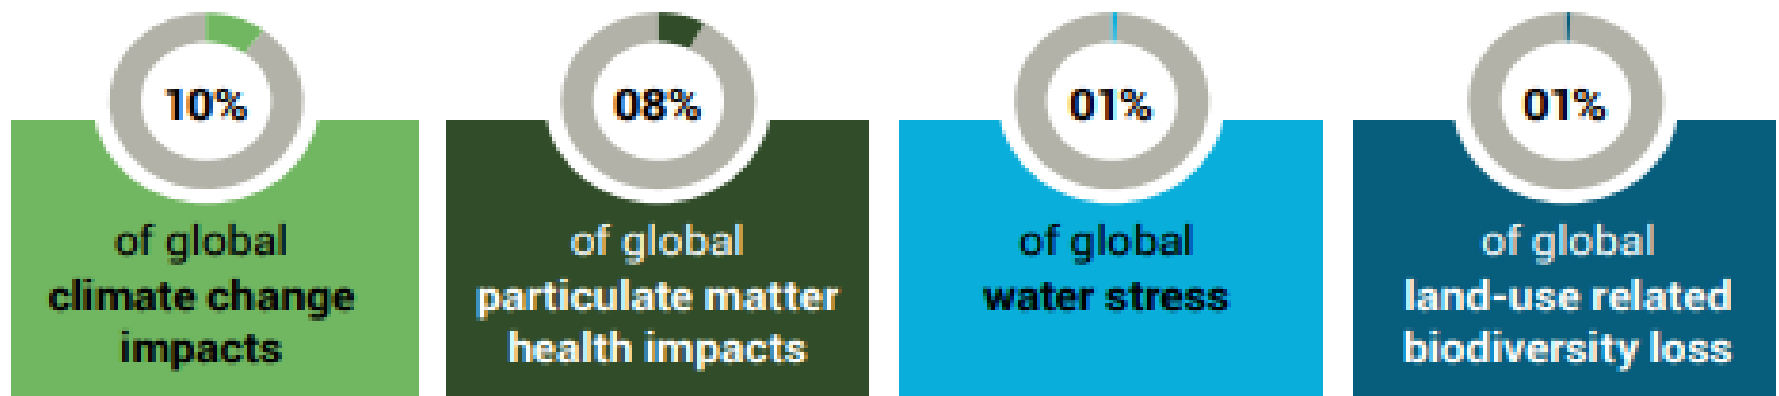 10%
of global
climate change
impacts
08%
of global
particulate matter
health impacts
01%
of global
water stress
01%
of global
land-use related
biodiversity loss